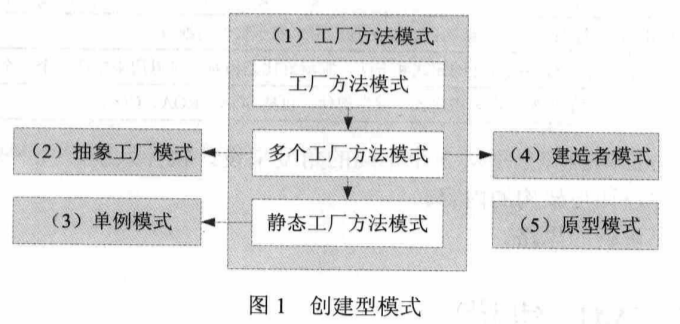 （1）工厂方法模式
工厂方法模式
（2）抽象工厂模式
多个工厂方法模式
（4）建造者模式
（3）单例模式
静态工厂方法模式
（5）原型模式
图 1　创建型模式